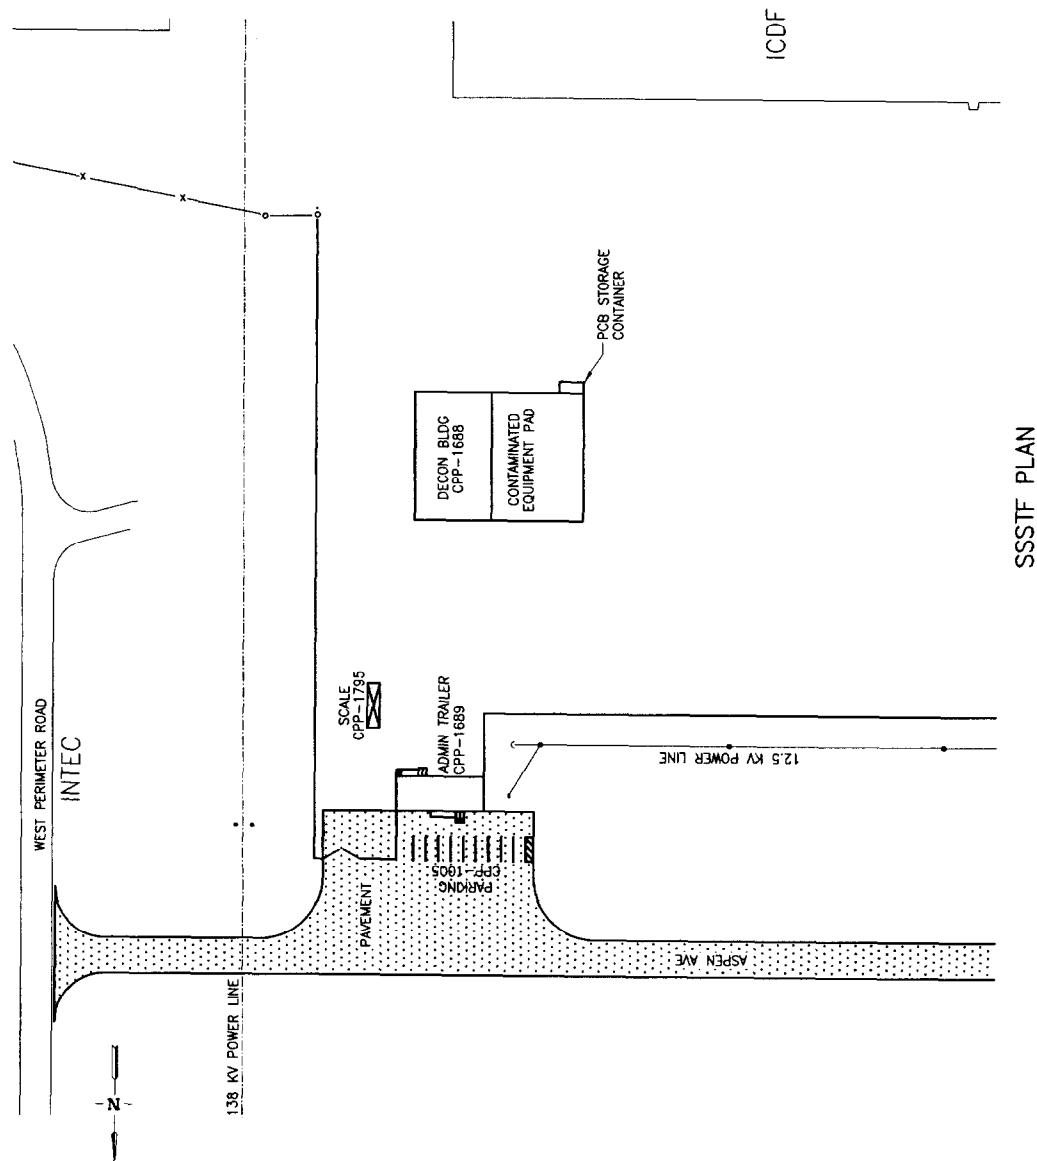 ICDF
PCB STORAGE
CONTAINER
DECON BLDG
CPP-1688
CONTAMINATED
EQUIPMENT PAD
SSSTF PLAN
WEST PERIMETER ROAD
INTEC
SCALE
CPP-1795
ADMIN TRAILER
CPP-1689
12.5 KV POWER LINE
PARKING
CPP-1005
PAVEMENT
ASPEN AVE
138 KV POWER LINE
N